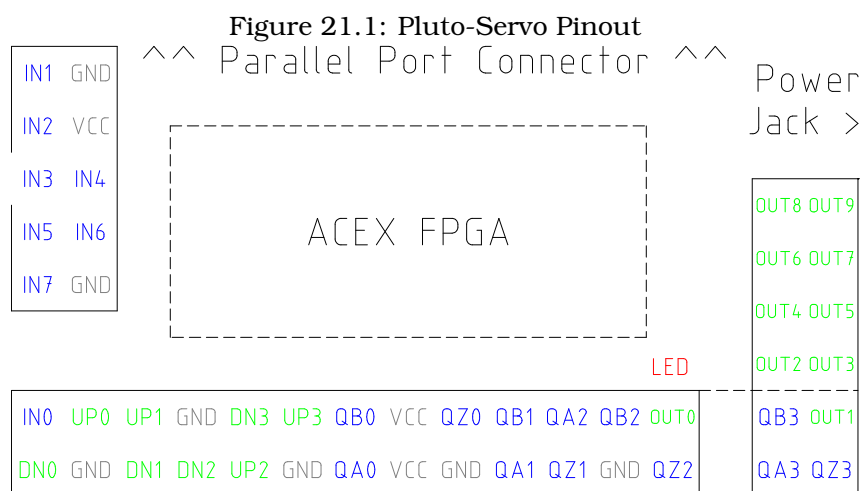 Figure 21.1: Pluto-Servo Pinout
^^ Parallel Port Connector ^^
Power
Jack >
IN1 GND
IN2 VCC
IN3 IN4
IN5 IN6
IN7 GND
ACEX FPGA
OUT8 OUT9
OUT6 OUT7
OUT4 OUT5
OUT2 OUT3
LED
IN0 UP0 UP1 GND DN3 UP3 QB0 VCC QZ0 QB1 QA2 QB2 OUT0
DN0 GND DN1 DN2 UP2 GND QA0 VCC GND QA1 QZ1 GND QZ2
QB3 OUT1
QA3 QZ3